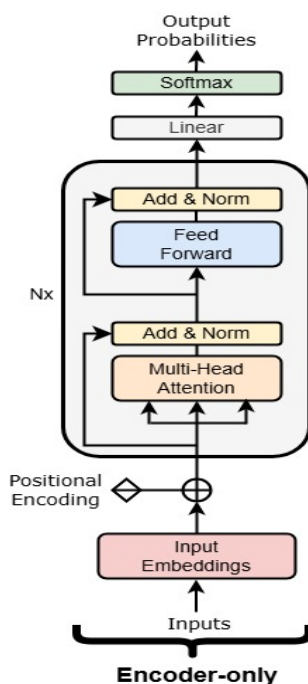 Output
Probabilities
Softmax
Linear
Add & Norm
Feed
Forward
Nx
Add & Norm
Multi-Head
Attention
Positional
Encoding
Input
Embeddings
Inputs
Encoder-only